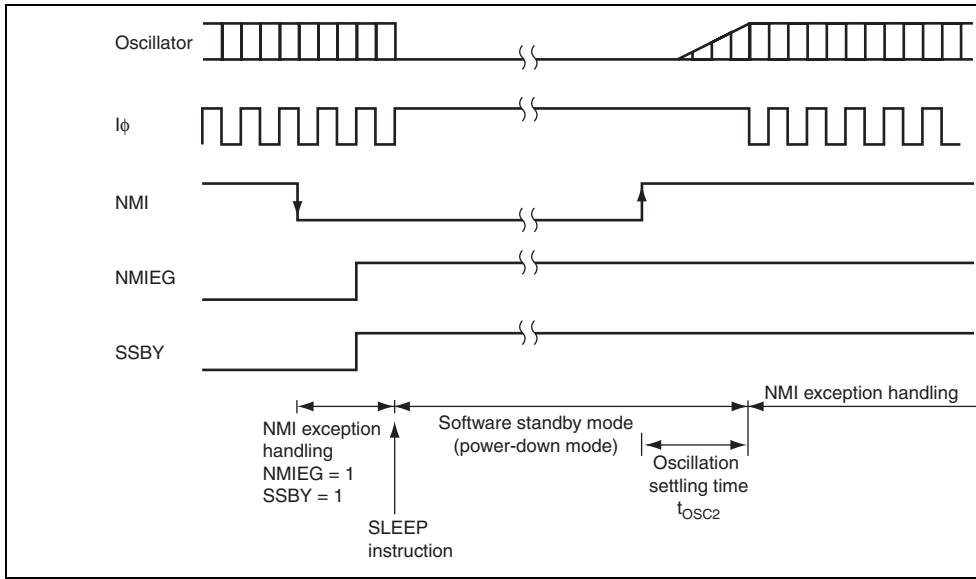 Oscillator
Iϕ
NMI
NMIEG
SSBY
NMI exception
handling
NMIEG = 1
SSBY = 1
SLEEP
instruction
Software standby mode
(power-down mode)
Oscillation
settling time
tOSC2
NMI exception handling